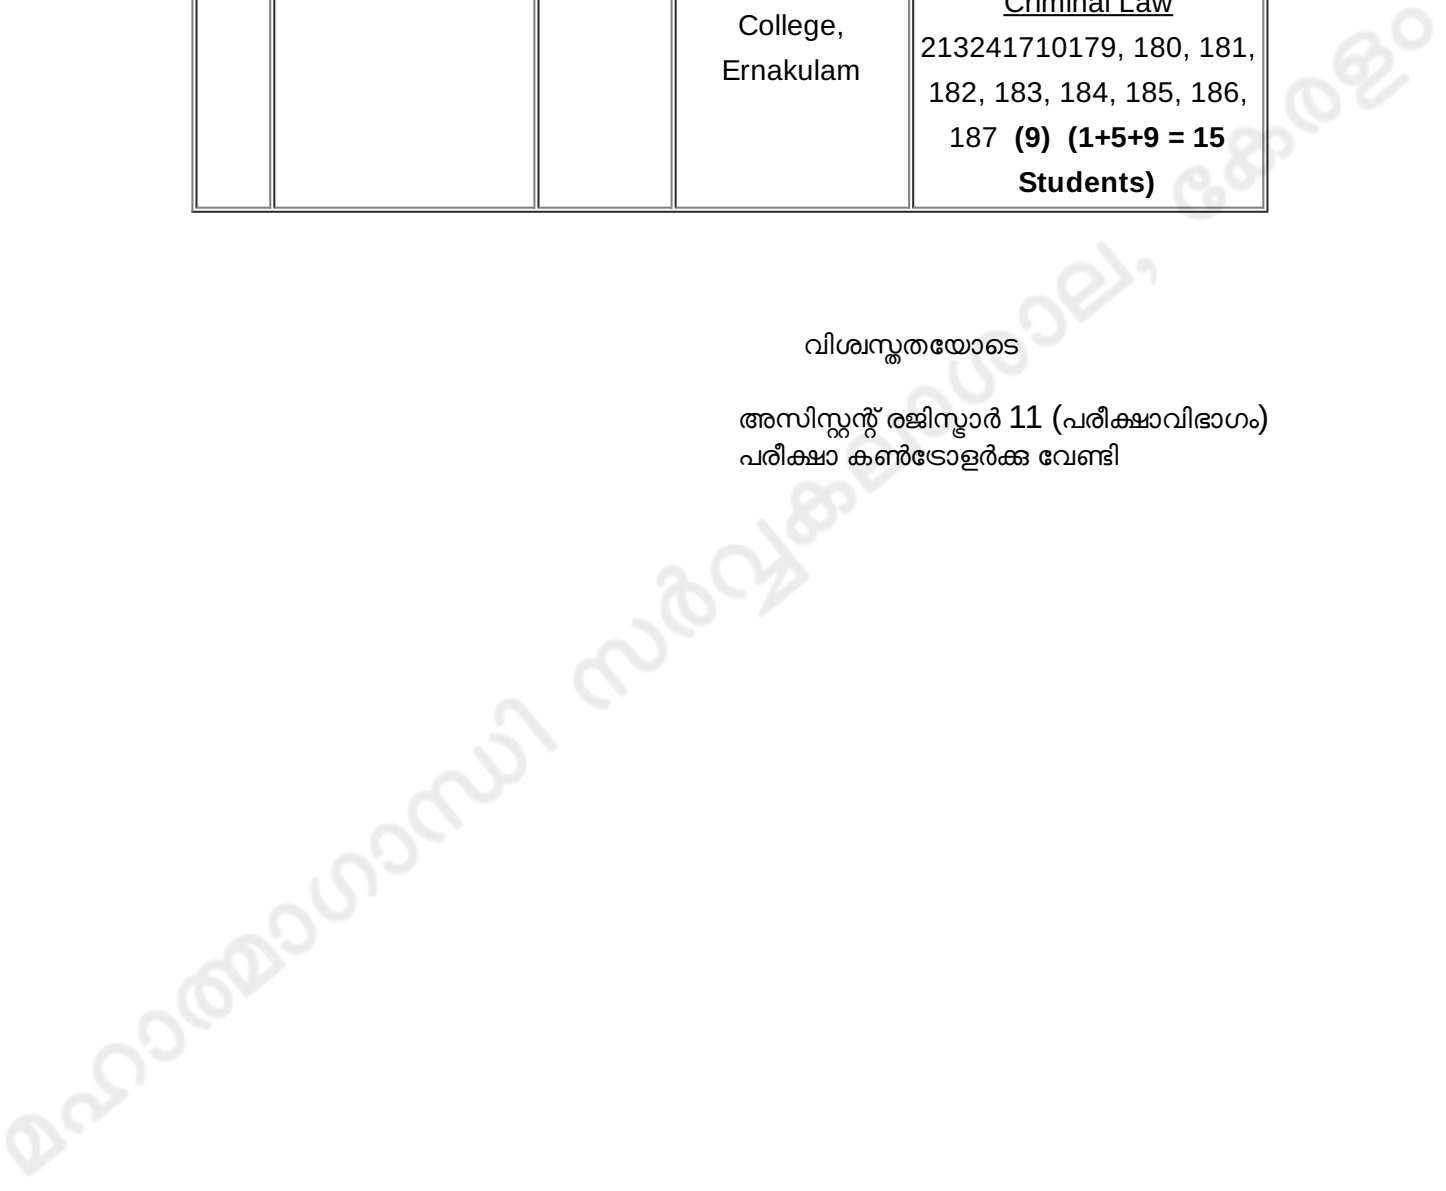 College,
Ernakulam
Criminal Law
213241710179, 180, 181,
182, 183, 184, 185, 186,
187 (9) (1+5+9 = 15
Students)
വിശ്വസ്തതയോടെ
അസിസ്റ്റന്റ് രജിസ്ട്രാർ 11 (പരീക്ഷാവിഭാഗം)
പരീക്ഷാ കൺട്രോളർക്കു വേണ്ടി
മഹാത്മാഗാന്ധി സർവ്വകലാശാല, കേരളം